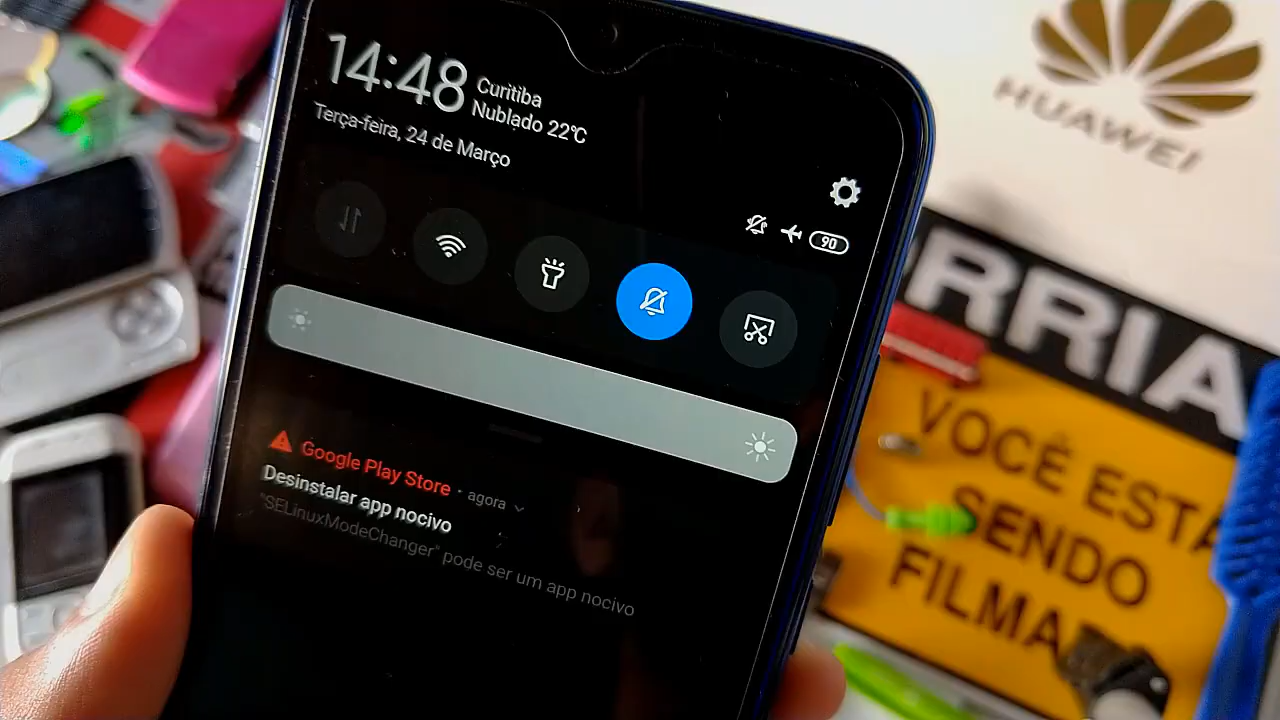 14:48
Curitiba
Nublado 22°C
Terça-feira, 24 de Março
90
Google Play Store · agora
Desinstalar app nocivo
"SELinuxModeChanger" pode ser um app nocivo
HUAWEI
RRIA
VOCÊ ESTA
SENDO
FILMA